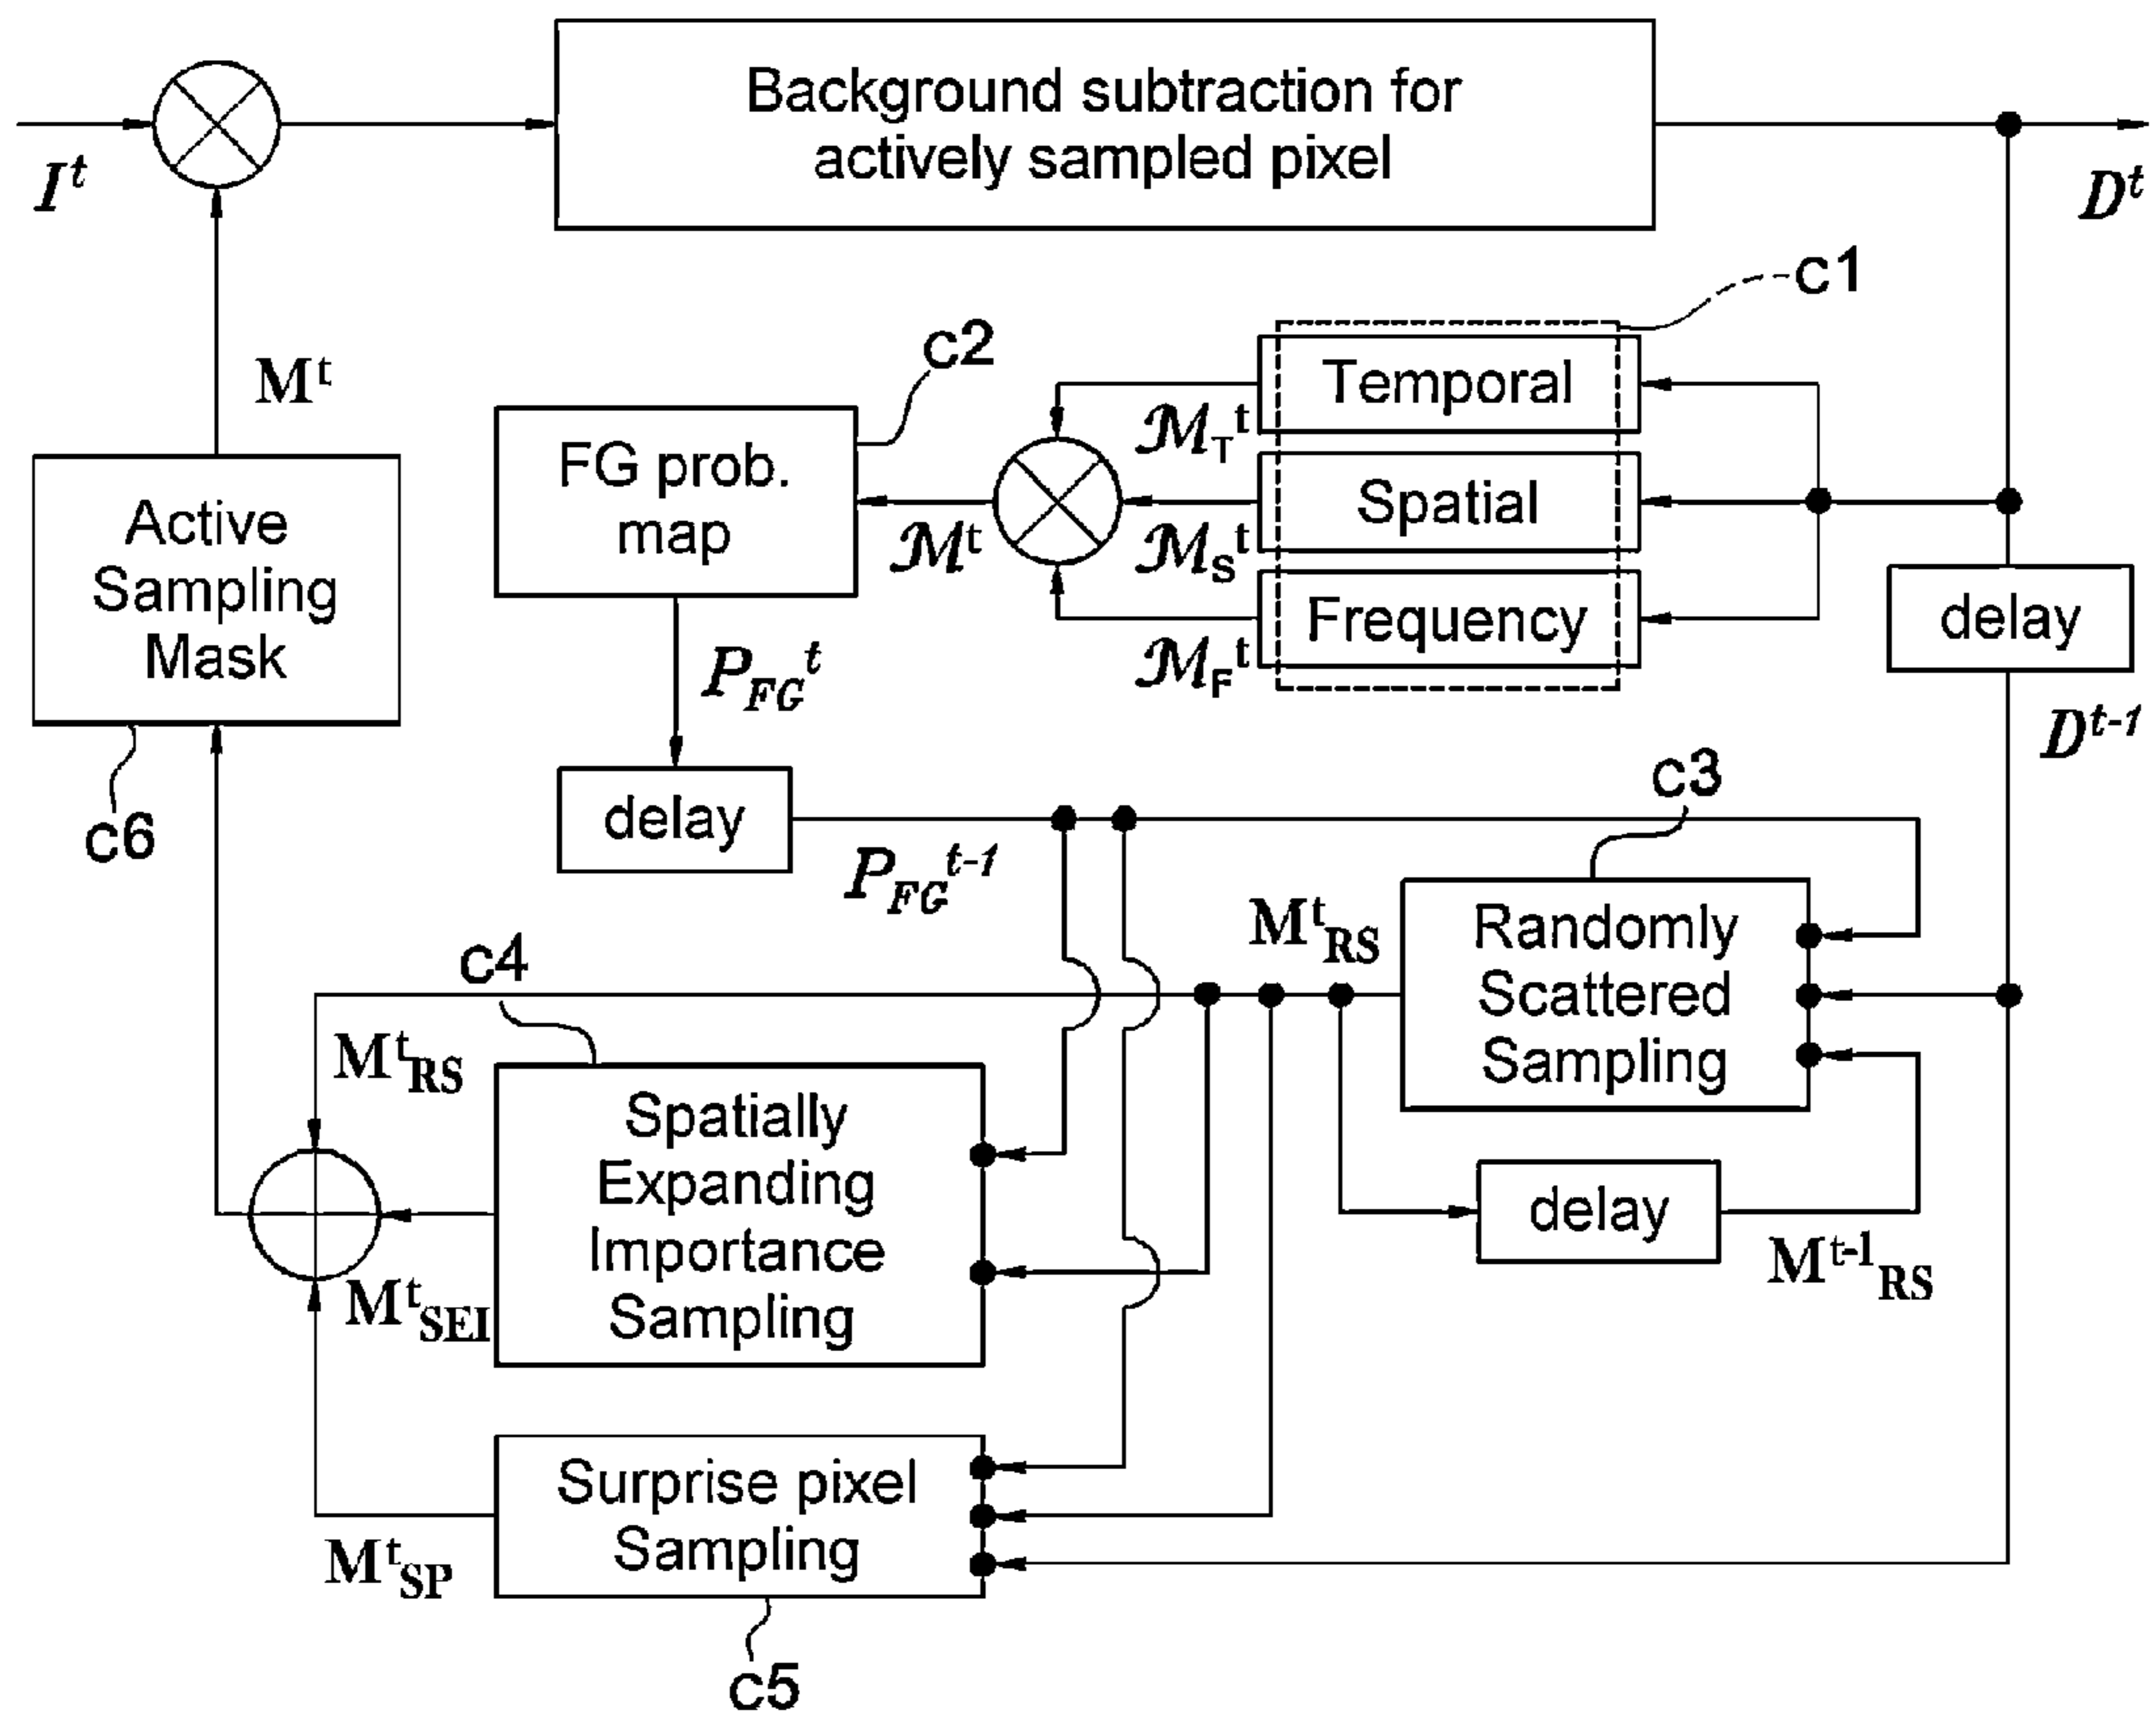 Background subtraction for
actively sampled pixel
I^t
D^t
c1
c2
M^t
Temporal
M_T^t
FG prob.
map
Spatial
M^t
M_S^t
Active
Sampling
Mask
Frequency
M_F^t
delay
P_FG^t
D^t-1
c3
c6
delay
P_FG^t-1
M^t_RS
Randomly
Scattered
Sampling
c4
M^t_RS
Spatially
Expanding
Importance
Sampling
delay
M^t-1_RS
M^t_SEI
Surprise pixel
Sampling
M^t_SP
c5